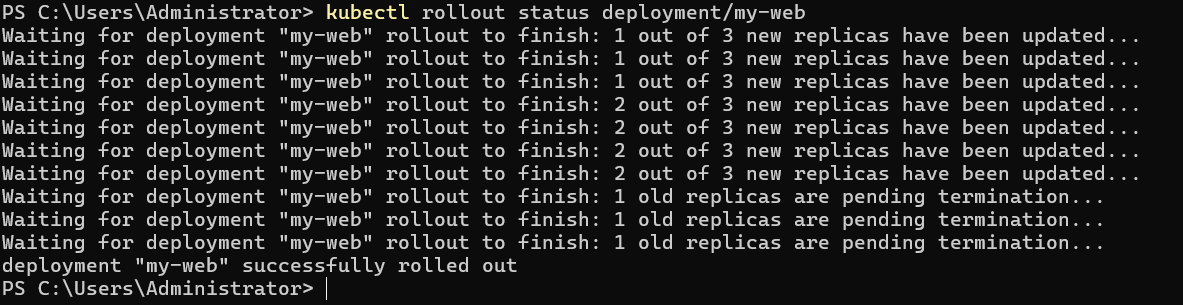 PS C:\Users\Administrator> kubectl rollout status deployment/my-web
Waiting for deployment "my-web" rollout to finish: 1 out of 3 new replicas have been updated...
Waiting for deployment "my-web" rollout to finish: 1 out of 3 new replicas have been updated...
Waiting for deployment "my-web" rollout to finish: 1 out of 3 new replicas have been updated...
Waiting for deployment "my-web" rollout to finish: 2 out of 3 new replicas have been updated...
Waiting for deployment "my-web" rollout to finish: 2 out of 3 new replicas have been updated...
Waiting for deployment "my-web" rollout to finish: 2 out of 3 new replicas have been updated...
Waiting for deployment "my-web" rollout to finish: 2 out of 3 new replicas have been updated...
Waiting for deployment "my-web" rollout to finish: 1 old replicas are pending termination...
Waiting for deployment "my-web" rollout to finish: 1 old replicas are pending termination...
Waiting for deployment "my-web" rollout to finish: 1 old replicas are pending termination...
deployment "my-web" successfully rolled out
PS C:\Users\Administrator>